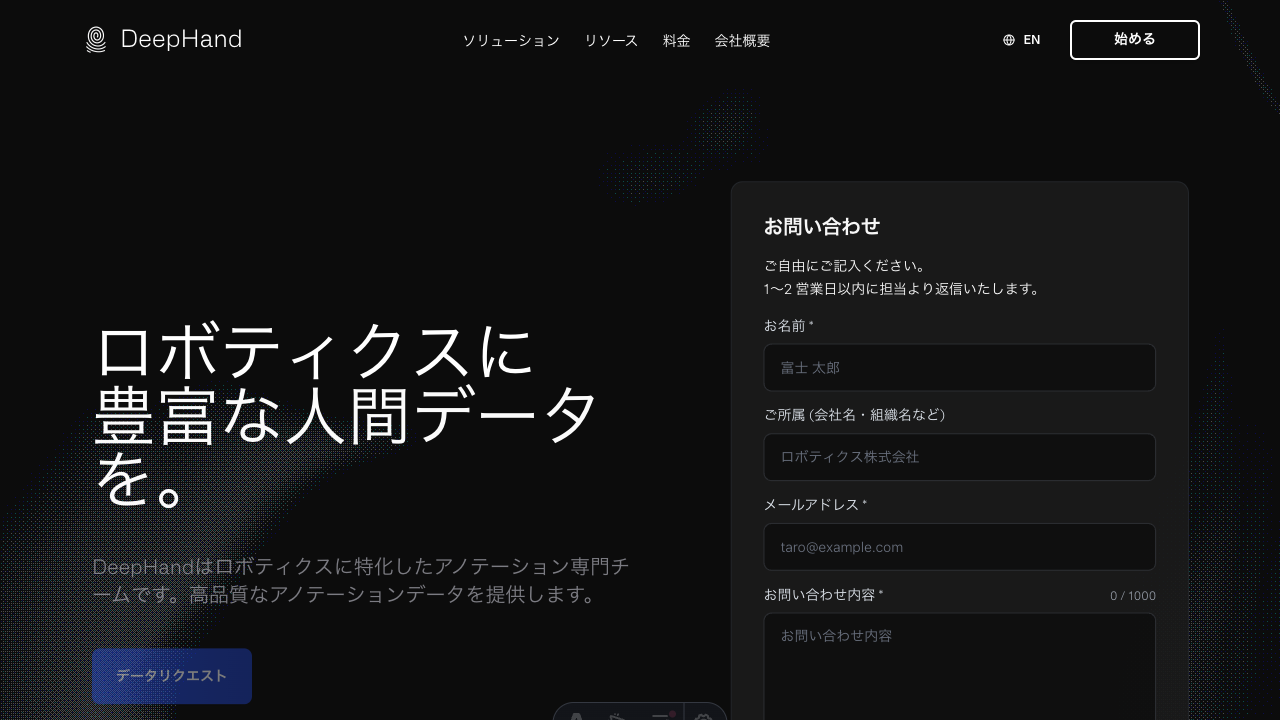 DeepHand
ソリューション
リソース
料金
会社概要
EN
始める
ロボティクスに
豊富な人間データ
を。
DeepHandはロボティクスに特化したアノテーション専門チ
ームです。高品質なアノテーションデータを提供します。
データリクエスト
お問い合わせ
ご自由にご記入ください。
1〜2 営業日以内に担当より返信いたします。
お名前 *
富士 太郎
ご所属 (会社名・組織名など)
ロボティクス株式会社
メールアドレス *
taro@example.com
お問い合わせ内容 *
0 / 1000
お問い合わせ内容